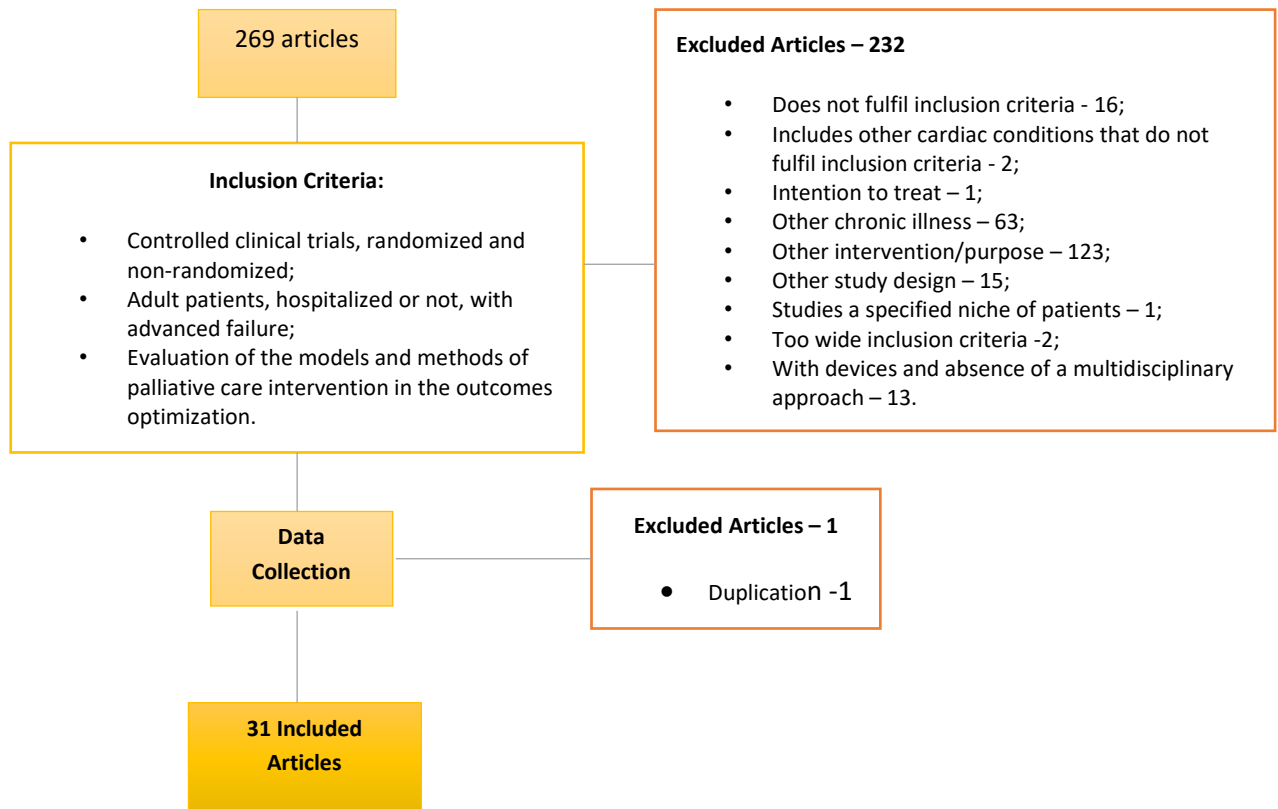 269 articles
Inclusion Criteria:
• Controlled clinical trials, randomized and
non-randomized;
• Adult patients, hospitalized or not, with
advanced failure;
• Evaluation of the models and methods of
palliative care intervention in the outcomes
optimization.
Excluded Articles – 232
• Does not fulfil inclusion criteria - 16;
• Includes other cardiac conditions that do not
fulfil inclusion criteria - 2;
• Intention to treat – 1;
• Other chronic illness – 63;
• Other intervention/purpose – 123;
• Other study design – 15;
• Studies a specified niche of patients – 1;
• Too wide inclusion criteria -2;
• With devices and absence of a multidisciplinary
approach – 13.
Data
Collection
Excluded Articles – 1
• Duplication -1
31 Included
Articles